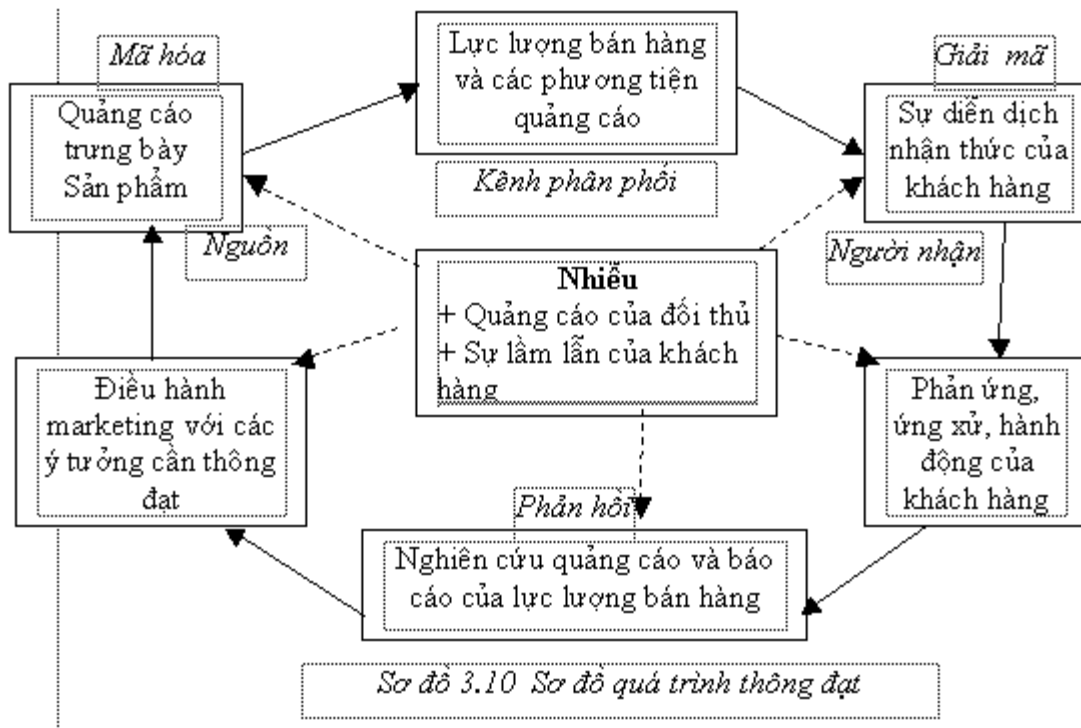 Mã hóa
Quảng cáo
trưng bày
Sản phẩm
Nguồn
Lực lượng bán hàng
và các phương tiện
quảng cáo
Kênh phân phối
Giải mã
Sự diễn dịch
nhận thức của
khách hàng
Người nhận
Nhiễu
+ Quảng cáo của đối thủ
+ Sự lầm lẫn của khách
hàng
Điều hành
marketing với các
ý tưởng cần thông
đạt
Phản ứng,
ứng xử, hành
động của
khách hàng
Phản hồi
Nghiên cứu quảng cáo và báo
cáo của lực lượng bán hàng
Sơ đồ 3.10 Sơ đồ quá trình thông đạt